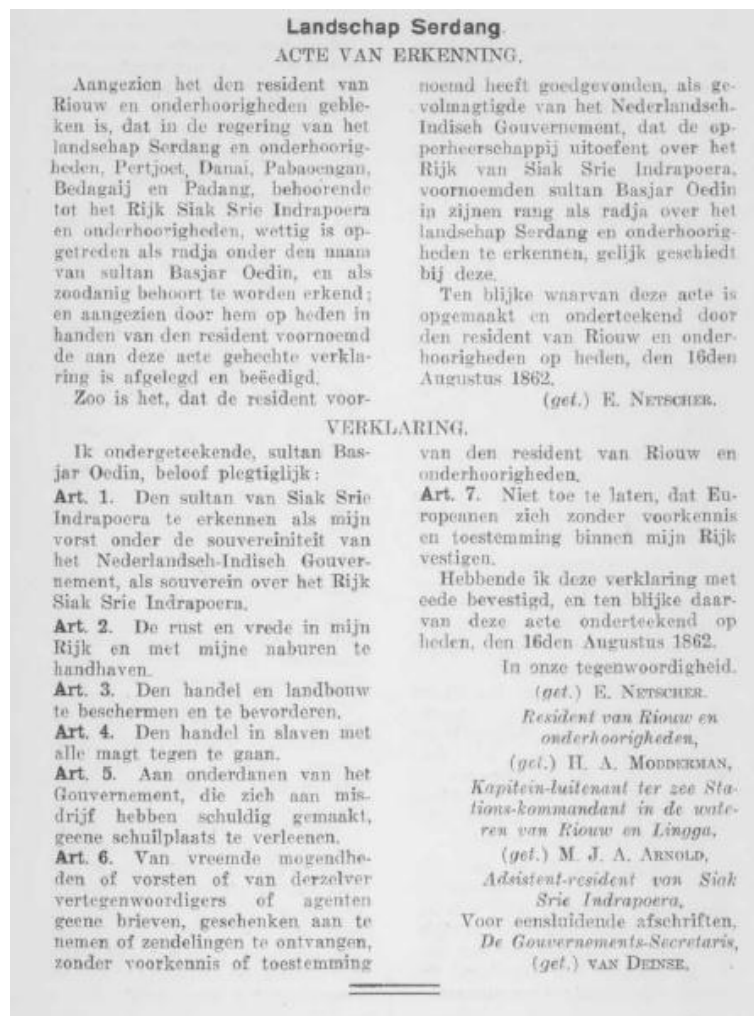 Landschap Serdang.
ACTE VAN ERKENNING.
Aangezien het den resident van
Riouw en onderhoorigheden geble-
ken is, dat in de regering van het
landschap Serdang en onderhoorig-
heden, Pertjoet, Danai, Pabaoengan,
Bedagaij en Padang, behoorende
tot het Rijk Siak Srie Indrapoera
en onderhoorigheden, wettig is op-
getreden als radja onder den naam
van sultan Basjar Oedin, en als
zoodanig behoort te worden erkend;
en aangezien door hem op heden in
handen van den resident voornoemd
de aan deze acte gehechte verkla-
ring is afgelegd en beëedigd.
Zoo is het, dat de resident voor-
noemd heeft goedgevonden, als ge-
volmagtigde van het Nederlandsch-
Indisch Gouvernement, dat de op-
perheerschappij uitoefent over het
Rijk van Siak Srie Indrapoera,
voornoemden sultan Basjar Oedin
in zijnen rang als radja over het
landschap Serdang en onderhoorig-
heden te erkennen, gelijk geschiedt
bij deze.
Ten blijke waarvan deze acte is
opgemaakt en onderteekend door
den resident van Riouw en onder-
hoorigheden op heden, den 16den
Augustus 1862.
(get.) E. NETSCHER.
VERKLARING.
Ik ondergeteekende, sultan Bas-
jar Oedin, beloof plegtiglijk:
Art. 1. Den sultan van Siak Srie
Indrapoera te erkennen als mijn
vorst onder de souvereiniteit van
het Nederlandsch-Indisch Gouver-
nement, als souverein over het Rijk
Siak Srie Indrapoera.
Art. 2. De rust en vrede in mijn
Rijk en met mijne naburen te
handhaven.
Art. 3. Den handel en landbouw
te beschermen en te bevorderen.
Art. 4. Den handel in slaven met
alle magt tegen te gaan.
Art. 5. Aan onderdanen van het
Gouvernement, die zich aan mis-
drijf hebben schuldig gemaakt,
geene schuilplaats te verleenen.
Art. 6. Van vreemde mogendhe-
den of vorsten of van derzelver
vertegenwoordigers of agenten
geene brieven, geschenken aan te
nemen of zendelingen te ontvangen,
zonder voorkennis of toestemming
van den resident van Riouw en
onderhoorigheden.
Art. 7. Niet toe te laten, dat Eu-
ropeanen zich zonder voorkennis
en toestemming binnen mijn Rijk
vestigen.
Hebbende ik deze verklaring met
eede bevestigd, en ten blijke daar-
van deze acte onderteekend op
heden, den 16den Augustus 1862.
In onze tegenwoordigheid.
(get.) E. NETSCHER.
Resident van Riouw en
onderhoorigheden,
(get.) H. A. MODDERMAN,
Kapitein-luitenant ter zee Sta-
tions-kommandant in de wate-
ren van Riouw en Lingga,
(get.) M. J. A. ARNOLD,
Adsistent-resident van Siak
Srie Indrapoera,
Voor eensluidende afschriften,
De Gouvernements-Secretaris,
(get.) VAN DEINSE,